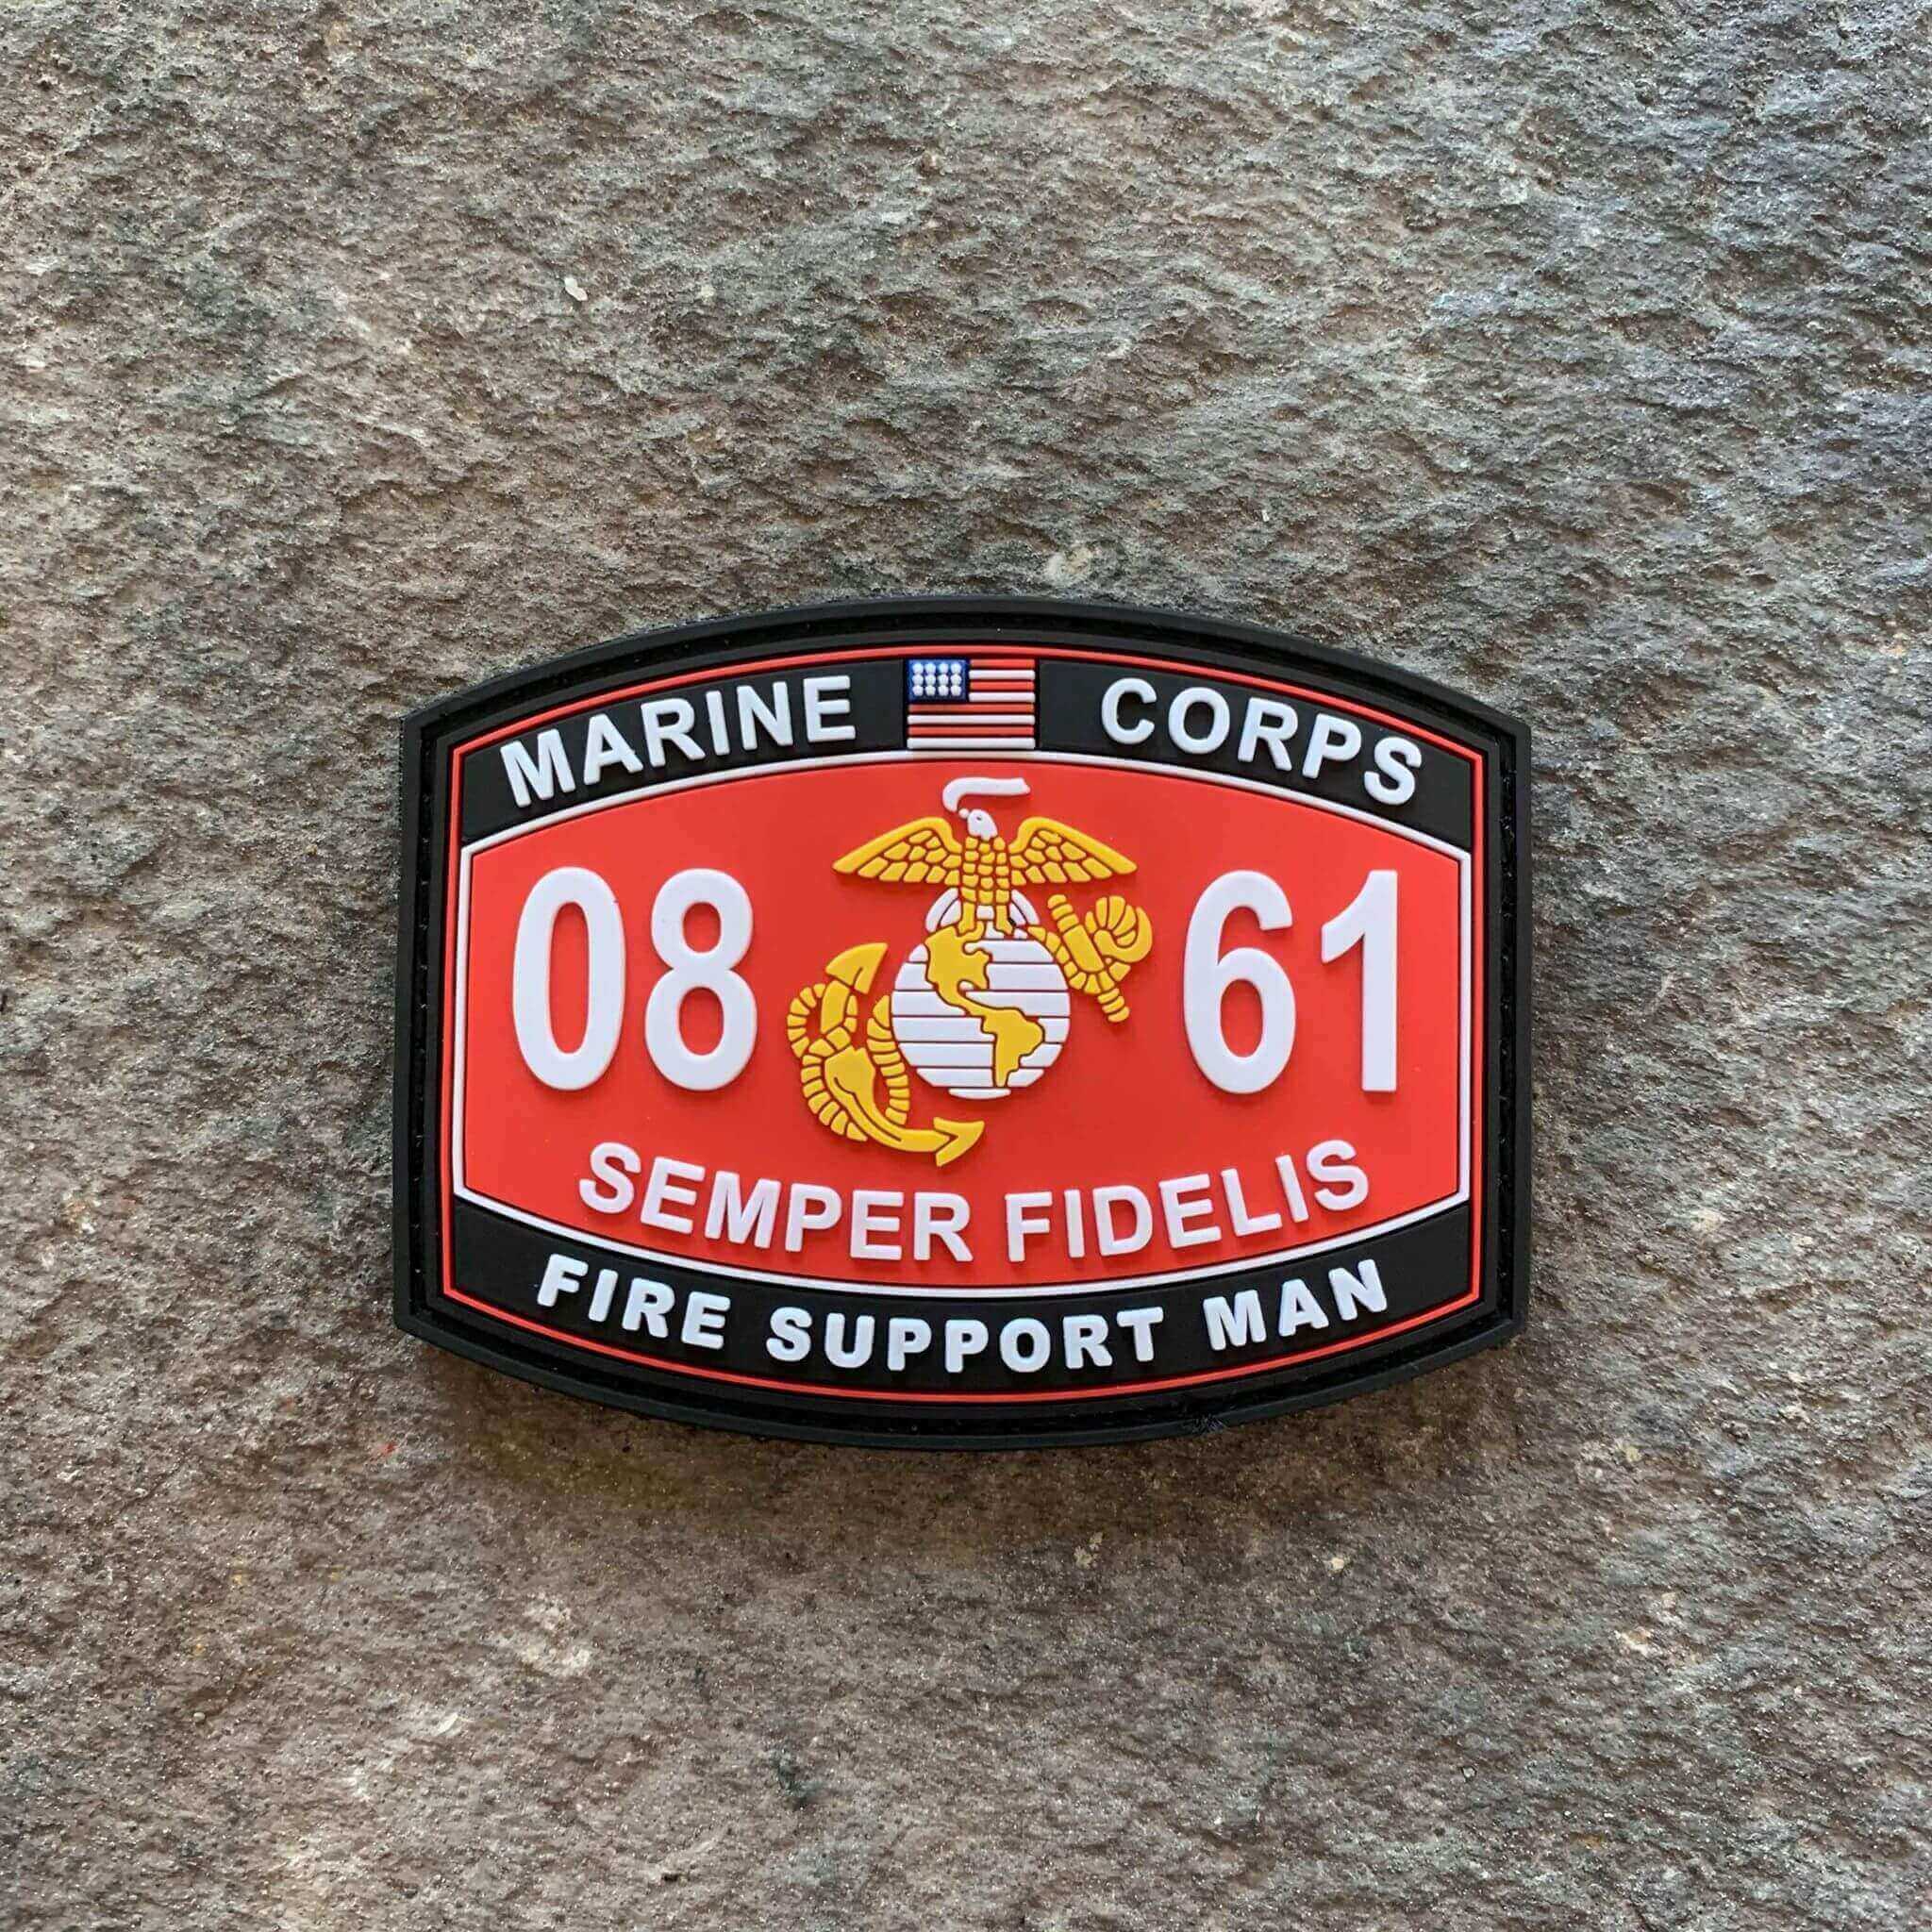 MARINE CORPS
08 61
SEMPER FIDELIS
FIRE SUPPORT MAN